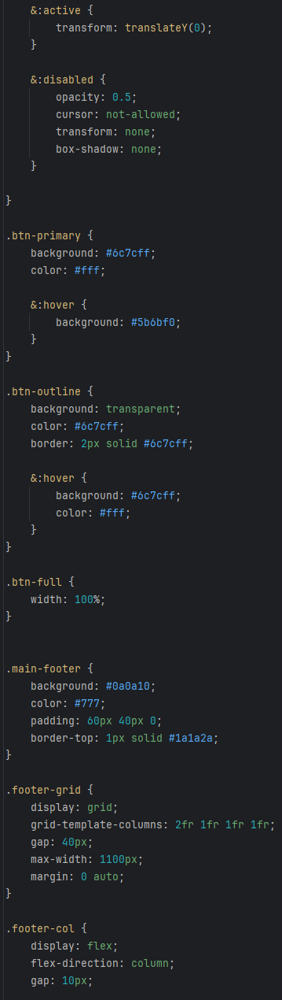 &:active {
        transform: translateY(0);
    }

    &:disabled {
        opacity: 0.5;
        cursor: not-allowed;
        transform: none;
        box-shadow: none;
    }

}

.btn-primary {
    background: #6c7cff;
    color: #fff;

    &:hover {
        background: #5b6bf0;
    }
}

.btn-outline {
    background: transparent;
    color: #6c7cff;
    border: 2px solid #6c7cff;

    &:hover {
        background: #6c7cff;
        color: #fff;
    }
}

.btn-full {
    width: 100%;
}


.main-footer {
    background: #0a0a10;
    color: #777;
    padding: 60px 40px 0;
    border-top: 1px solid #1a1a2a;
}

.footer-grid {
    display: grid;
    grid-template-columns: 2fr 1fr 1fr 1fr;
    gap: 40px;
    max-width: 1100px;
    margin: 0 auto;
}

.footer-col {
    display: flex;
    flex-direction: column;
    gap: 10px;